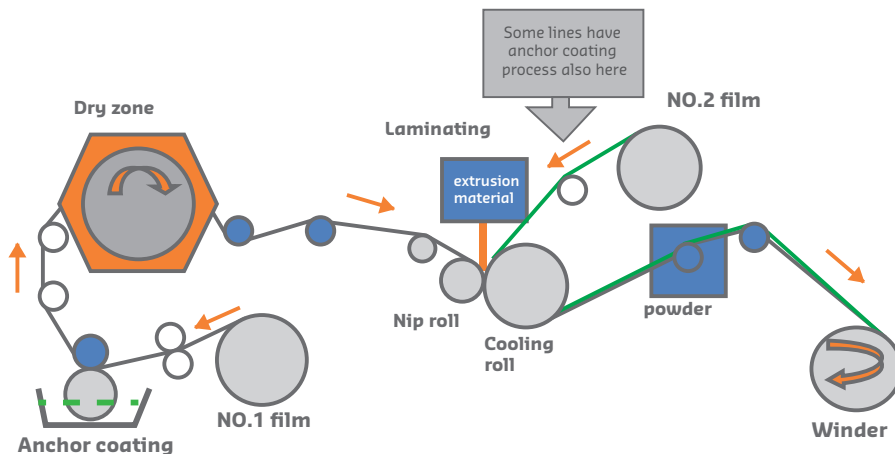 Some lines have
anchor coating
process also here
NO.2 film
Dry zone
Laminating
extrusion
material
Nip roll
Cooling
roll
powder
NO.1 film
Anchor coating
Winder